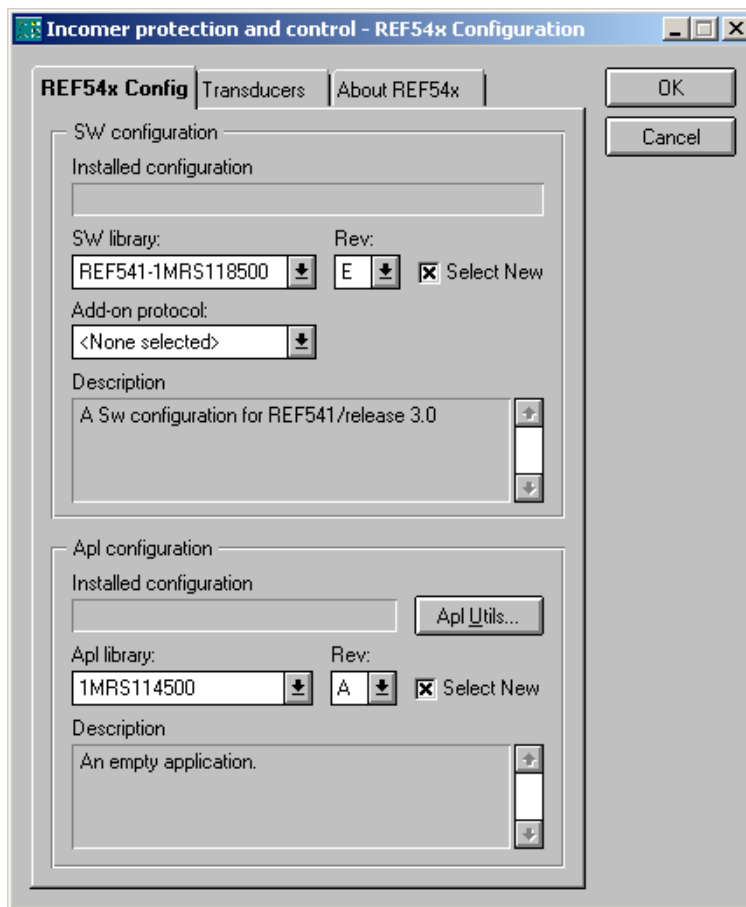 Incomer protection and control - REF54x Configuration
REF54x Config Transducers About REF54x
OK
Cancel
SW configuration
Installed configuration
SW library: Rev:
REF541-1MRS118500 E Select New
Add-on protocol:
<None selected>
Description
A Sw configuration for REF541/release 3.0
Apl configuration
Installed configuration
Apl Utils...
Apl library: Rev:
1MRS114500 A Select New
Description
An empty application.